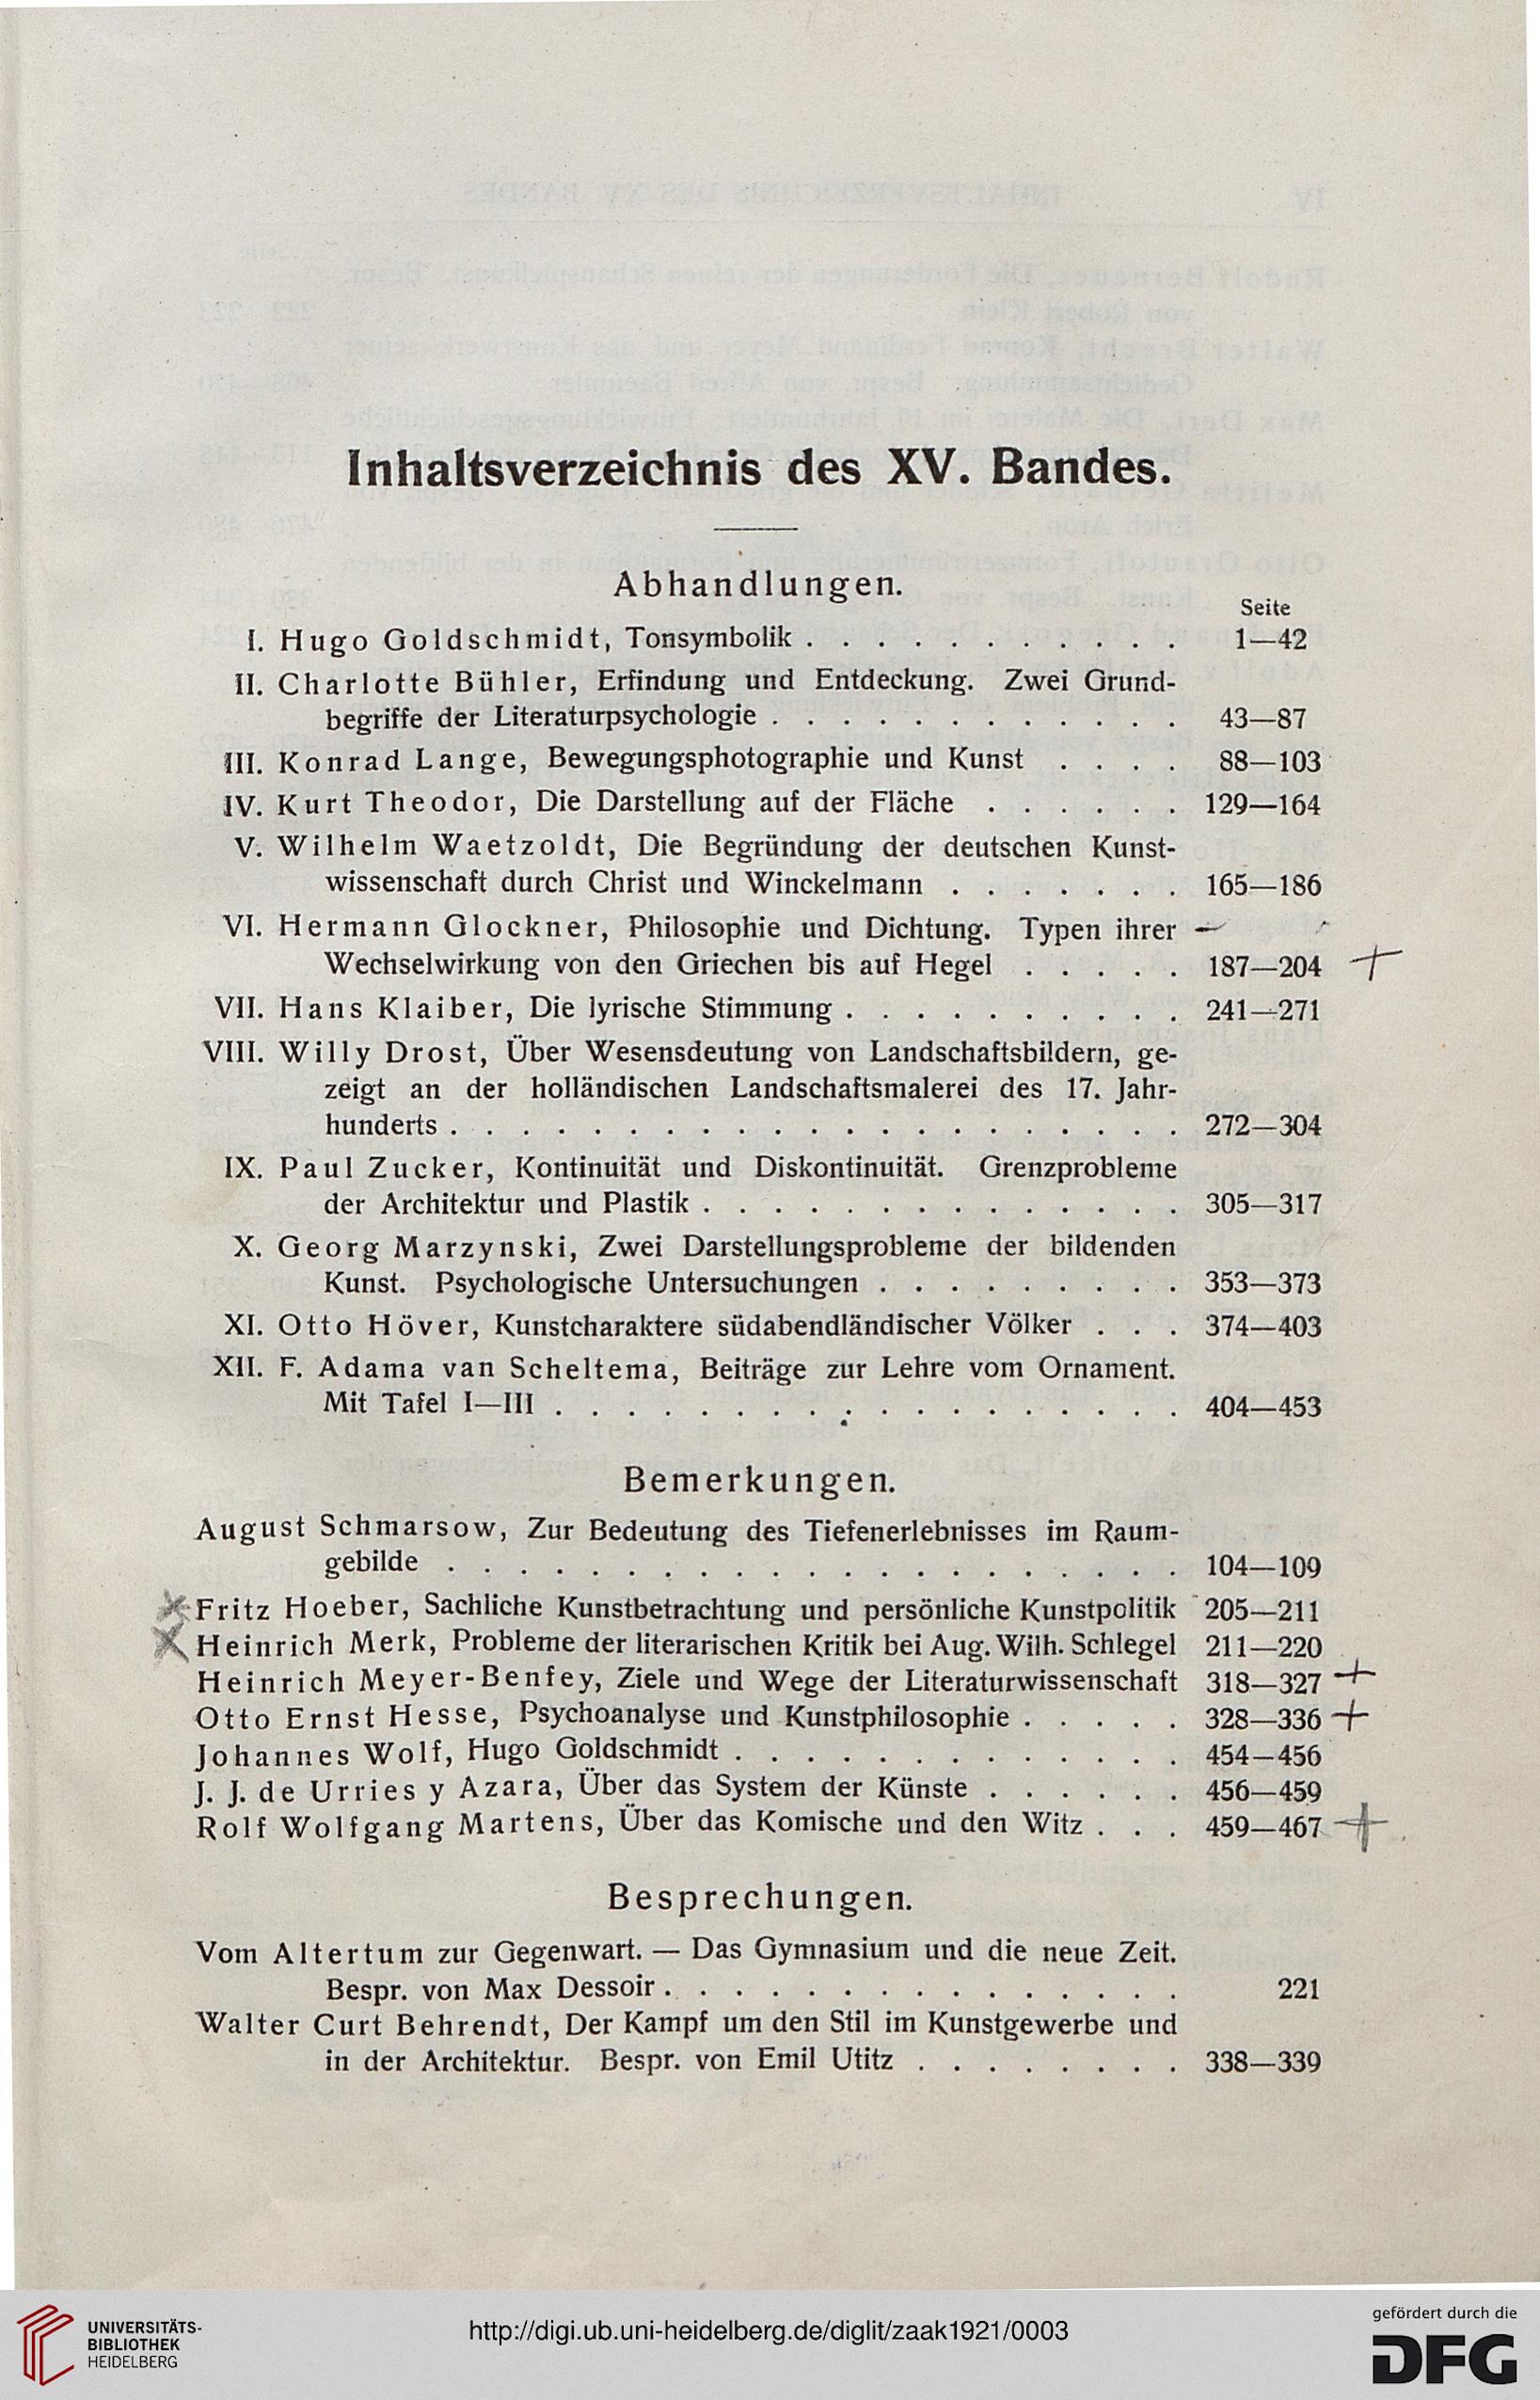 Inhaltsverzeichnis des XV. Bandes.
Abhandlungen.
Seite
I. Hugo Goldschmidt, Tonsymbolik . . . . . . . . . . . 1—42
II. Charlotte Bühler, Erfindung und Entdeckung. Zwei Grund-
begriffe der Literaturpsychologie . . . . . . . . . . . . 43—87
III. Konrad Lange, Bewegungsphotographie und Kunst . . . . 88—103
IV. Kurt Theodor, Die Darstellung auf der Fläche . . . . . . 129—164
V. Wilhelm Waetzoldt, Die Begründung der deutschen Kunst-
wissenschaft durch Christ und Winckelmann . . . . . . . 165—186
VI. Hermann Glockner, Philosophie und Dichtung. Typen ihrer
Wechselwirkung von den Griechen bis auf Hegel . . . . . 187—204 +
VII. Hans Klaiber, Die lyrische Stimmung . . . . . . . . . . 241—271
VIII. Willy Drost, Über Wesensdeutung von Landschaftsbildern, ge-
zeigt an der holländischen Landschaftsmalerei des 17. Jahr-
hunderts . . . . . . . . . . . . . . . . . . . . . 272—304
IX. Paul Zucker, Kontinuität und Diskontinuität. Grenzprobleme
der Architektur und Plastik . . . . . . . . . . . . . . 305—317
X. Georg Marzynski, Zwei Darstellungsprobleme der bildenden
Kunst. Psychologische Untersuchungen . . . . . . . . . 353—373
XI. Otto Höver, Kunstcharaktere südabendländischer Völker . . . 374—403
XII. F. Adama van Scheltema, Beiträge zur Lehre vom Ornament.
Mit Tafel I—III . . . . . . . . . . . . . . . . . . 404—453
Bemerkungen.
August Schmarsow, Zur Bedeutung des Tiefenerlebnisses im Raum-
gebilde . . . . . . . . . . . . . . . . . . . . . 104—109
Fritz Hoeber, Sachliche Kunstbetrachtung und persönliche Kunstpolitik 205—211
Heinrich Merk, Probleme der literarischen Kritik bei Aug. Wilh. Schlegel 211—220
Heinrich Meyer-Benfey, Ziele und Wege der Literaturwissenschaft 318—327 +
Otto Ernst Hesse, Psychoanalyse und Kunstphilosophie . . . . . 328—336 +
Johannes Wolf, Hugo Goldschmidt . . . . . . . . . . . . . 454—456
J. J. de Urries y Azara, Über das System der Künste . . . . . . 456—459
Rolf Wolfgang Martens, Über das Komische und den Witz . . . 459—467 +
Besprechungen.
Vom Altertum zur Gegenwart. — Das Gymnasium und die neue Zeit.
Bespr. von Max Dessoir . . . . . . . . . . . . . . . 221
Walter Curt Behrendt, Der Kampf um den Stil im Kunstgewerbe und
in der Architektur. Bespr. von Emil Utitz . . . . . . . . 338—339
UNIVERSITÄTS-
BIBLIOTHEK
HEIDELBERG
http://digi.ub.uni-heidelberg.de/diglit/zaak1921/0003
gefördert durch die
DFG